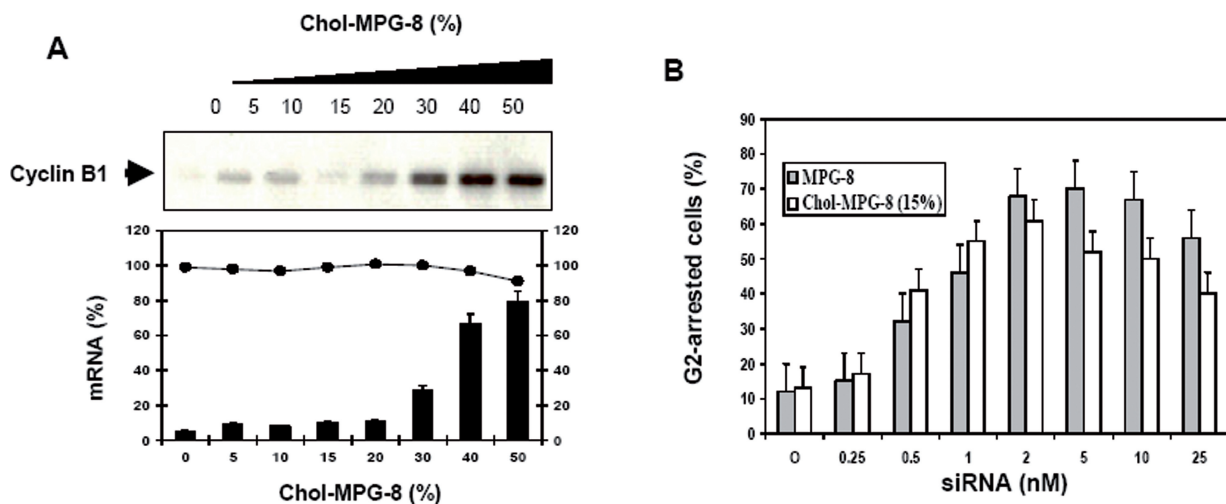 A
Chol-MPG-8 (%)
0 5 10 15 20 30 40 50
Cyclin B1
120 120
100 100
80 80
60 60
40 40
20 20
0 0
mRNA (%)
0 5 10 15 20 30 40 50
Chol-MPG-8 (%)
B
90
80
70
60
50
40
30
20
10
0
G2-arrested cells (%)
MPG-8
Chol-MPG-8 (15%)
O 0.25 0.5 1 2 5 10 25
siRNA (nM)